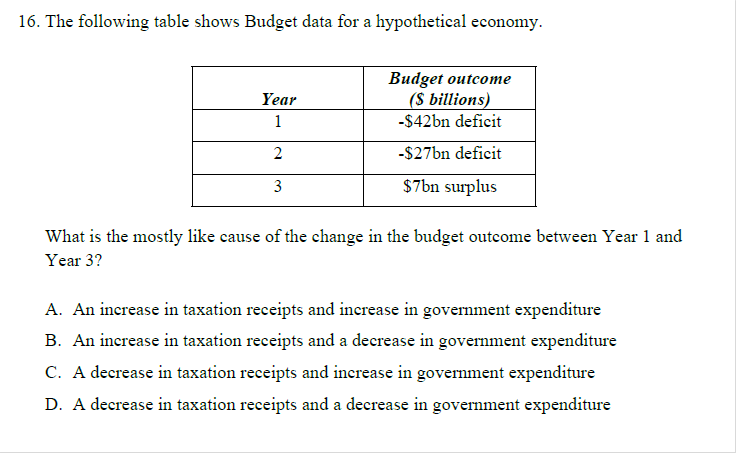 16. The following table shows Budget data for a hypothetical economy.
Year
Budget outcome
($ billions)
1 -$42bn deficit
2 -$27bn deficit
3 $7bn surplus
What is the mostly like cause of the change in the budget outcome between Year 1 and
Year 3?
A. An increase in taxation receipts and increase in government expenditure
B. An increase in taxation receipts and a decrease in government expenditure
C. A decrease in taxation receipts and increase in government expenditure
D. A decrease in taxation receipts and a decrease in government expenditure